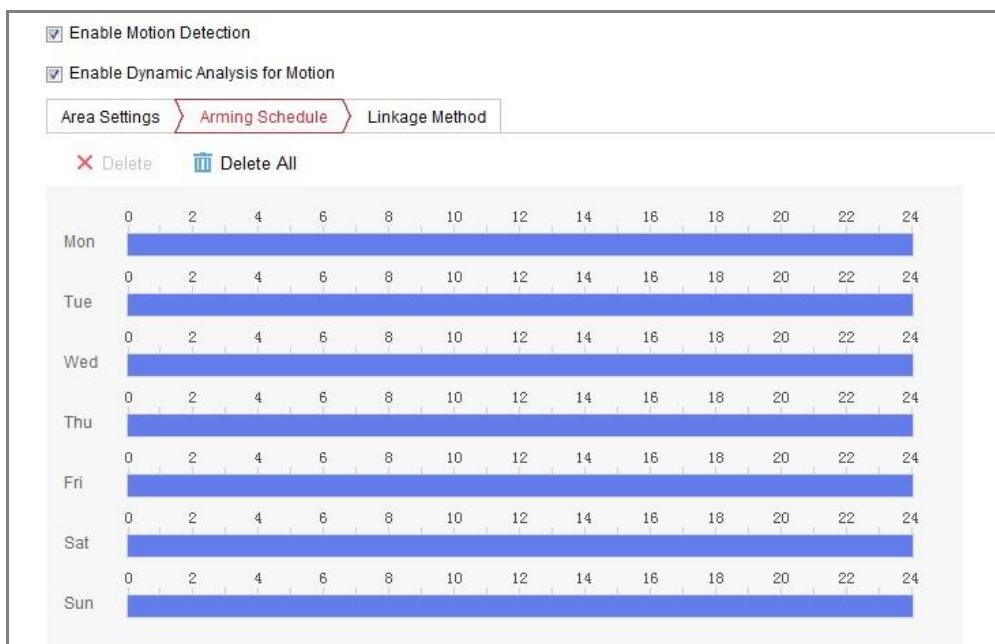 Enable Motion Detection
Enable Dynamic Analysis for Motion
Area Settings Arming Schedule Linkage Method
Delete Delete All
0 2 4 6 8 10 12 14 16 18 20 22 24
Mon
0 2 4 6 8 10 12 14 16 18 20 22 24
Tue
0 2 4 6 8 10 12 14 16 18 20 22 24
Wed
0 2 4 6 8 10 12 14 16 18 20 22 24
Thu
0 2 4 6 8 10 12 14 16 18 20 22 24
Fri
0 2 4 6 8 10 12 14 16 18 20 22 24
Sat
0 2 4 6 8 10 12 14 16 18 20 22 24
Sun